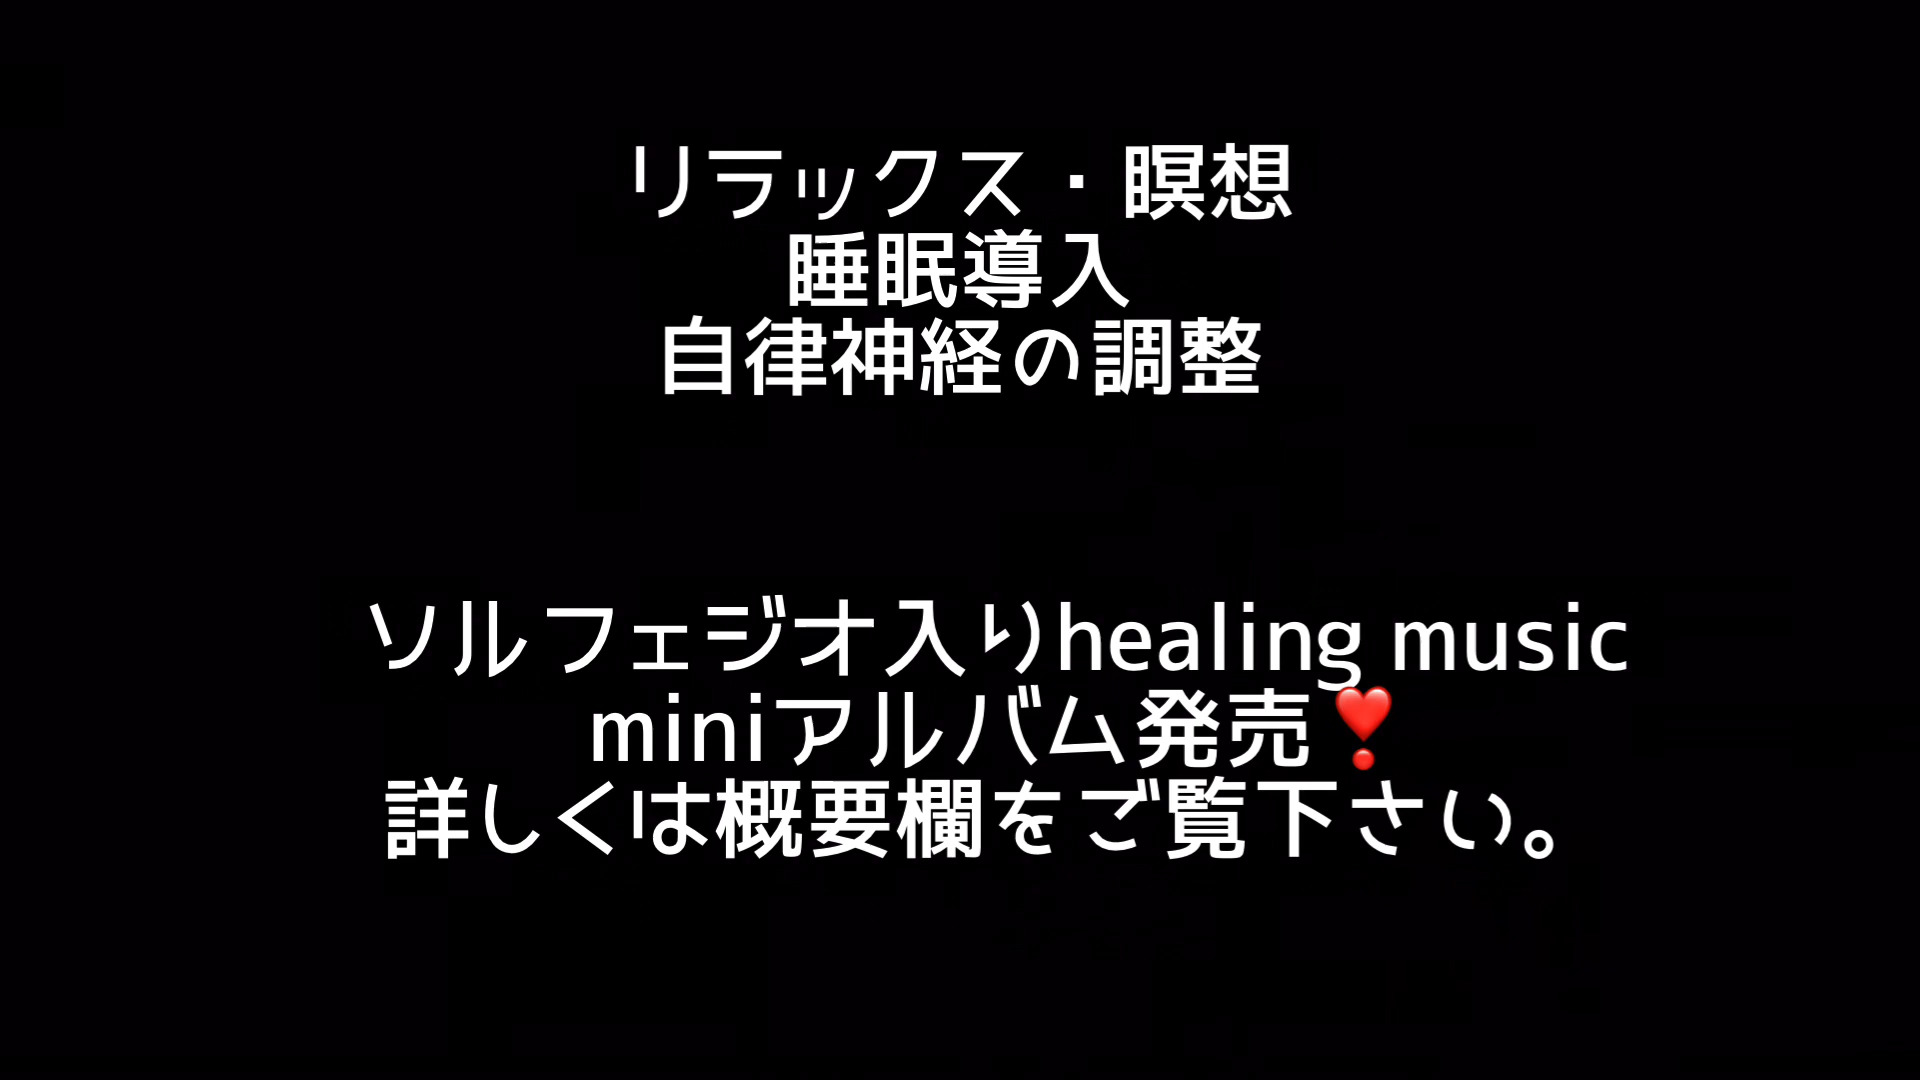 リラックス・瞑想
睡眠導入
自律神経の調整
ソルフェジオ入りhealing music
miniアルバム発売❣️
詳しくは概要欄をご覧下さい。